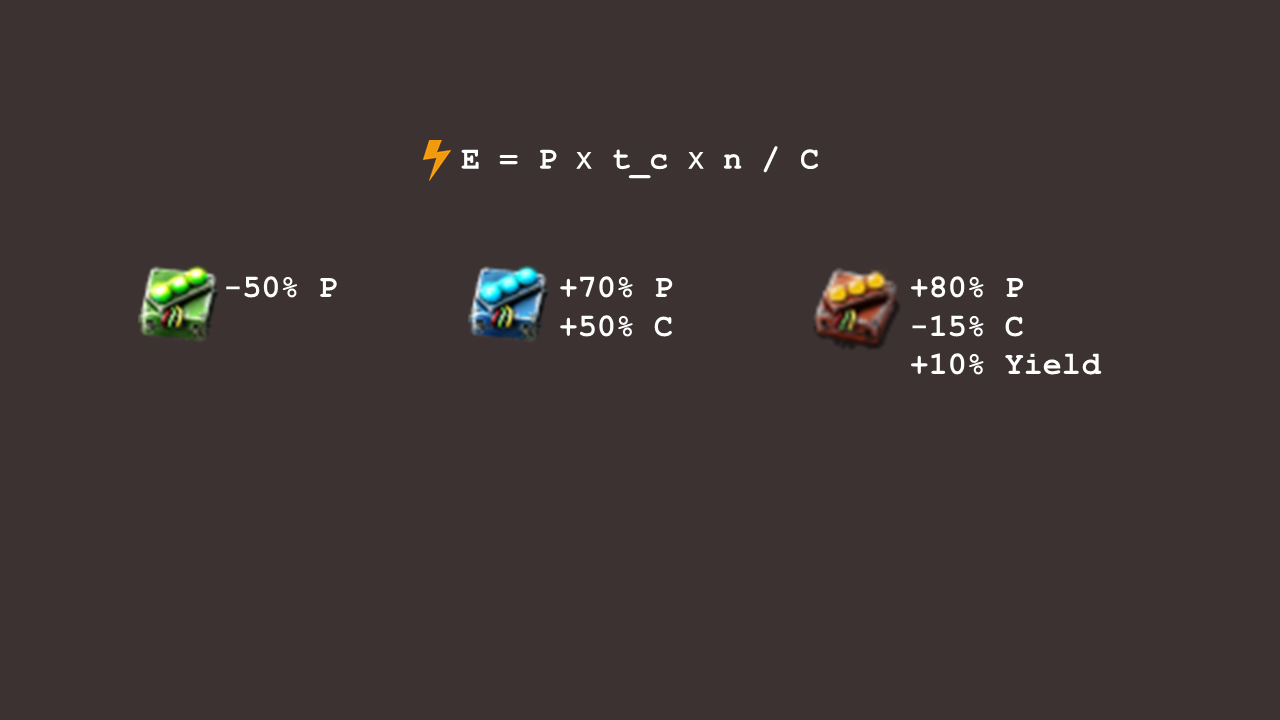 E = P x t_c x n / C
-50% P
+70% P
+50% C
+80% P
-15% C
+10% Yield